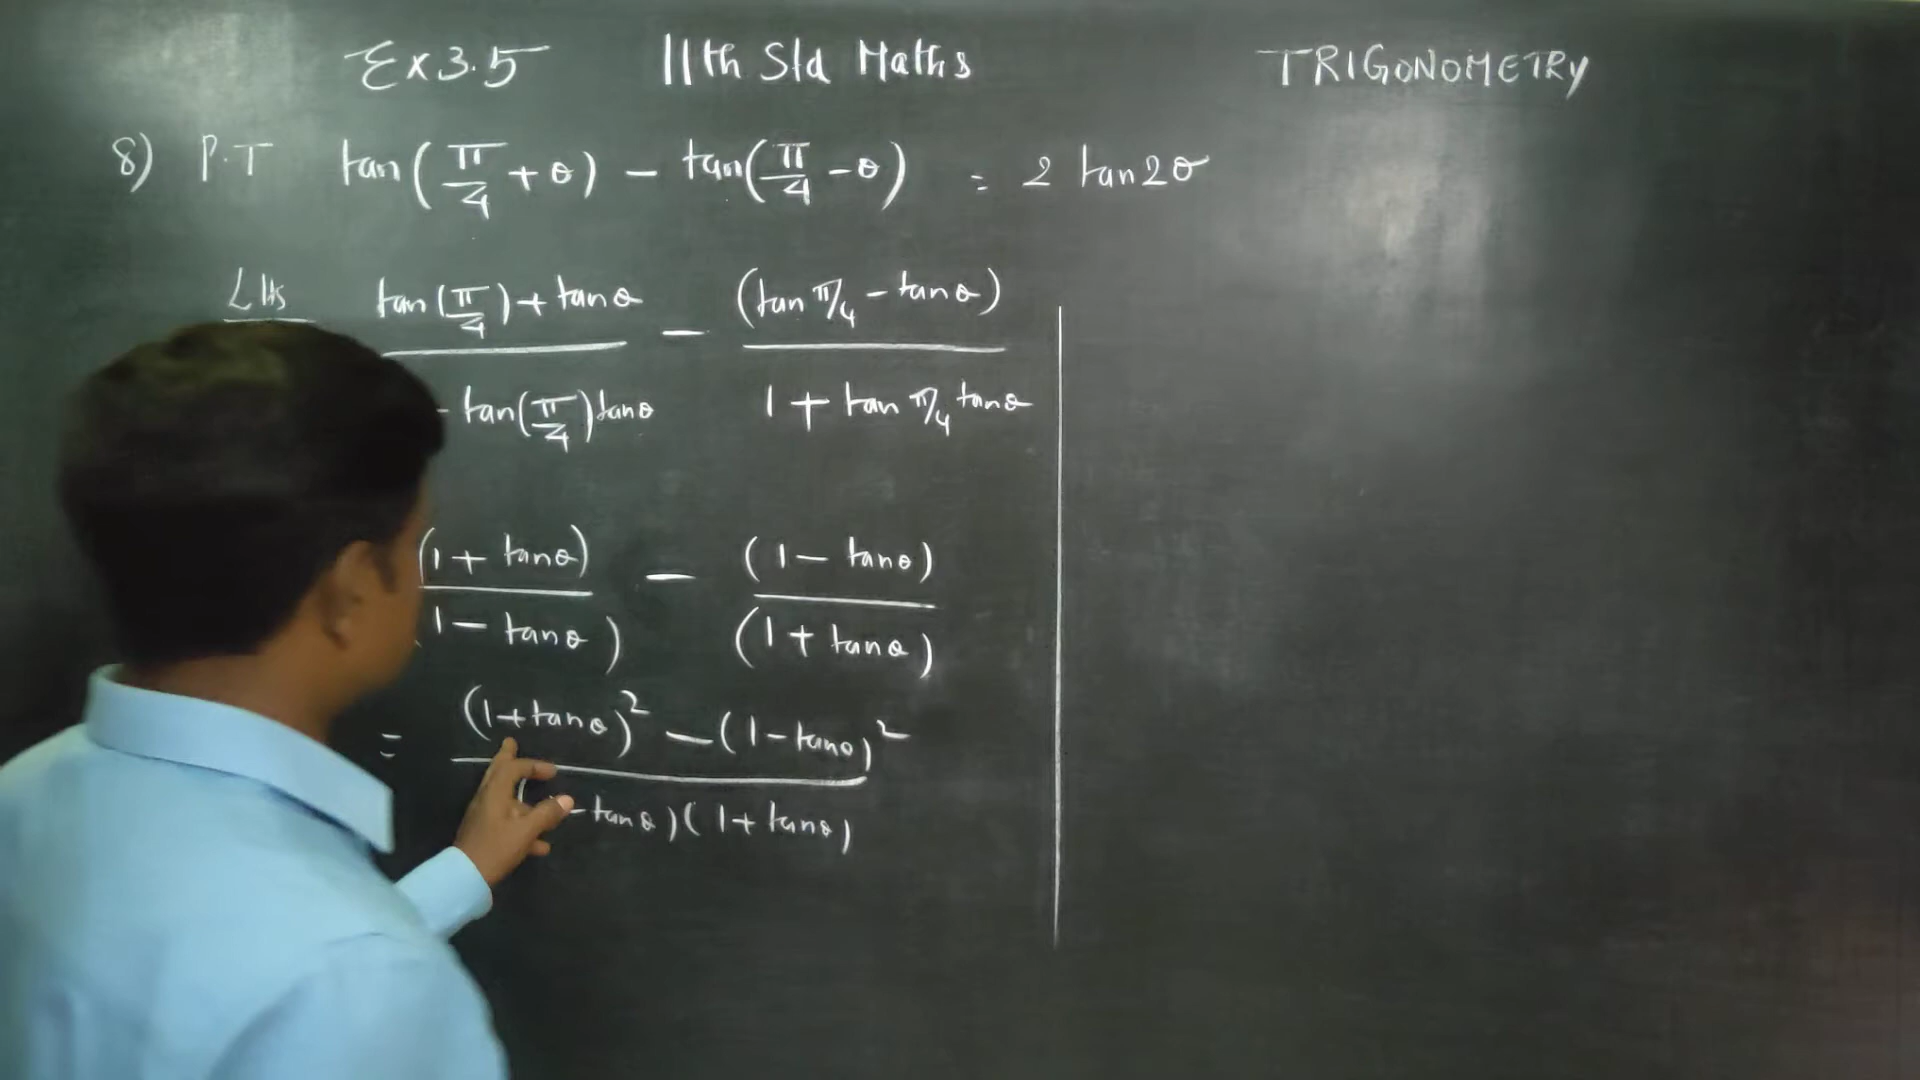 Ex 3.5 11th Std Maths TRIGONOMETRY
8) P.T tan(π/4 + θ) - tan(π/4 - θ) = 2 tan2θ
LHS tan(π/4) + tanθ - (tan π/4 - tanθ)
- tan(π/4) tanθ 1 + tan π/4 tanθ
(1 + tanθ) - (1 - tanθ)
1 - tanθ) (1 + tanθ)
= (1 + tanθ)² - (1 - tanθ)²
- tanθ)(1 + tanθ)